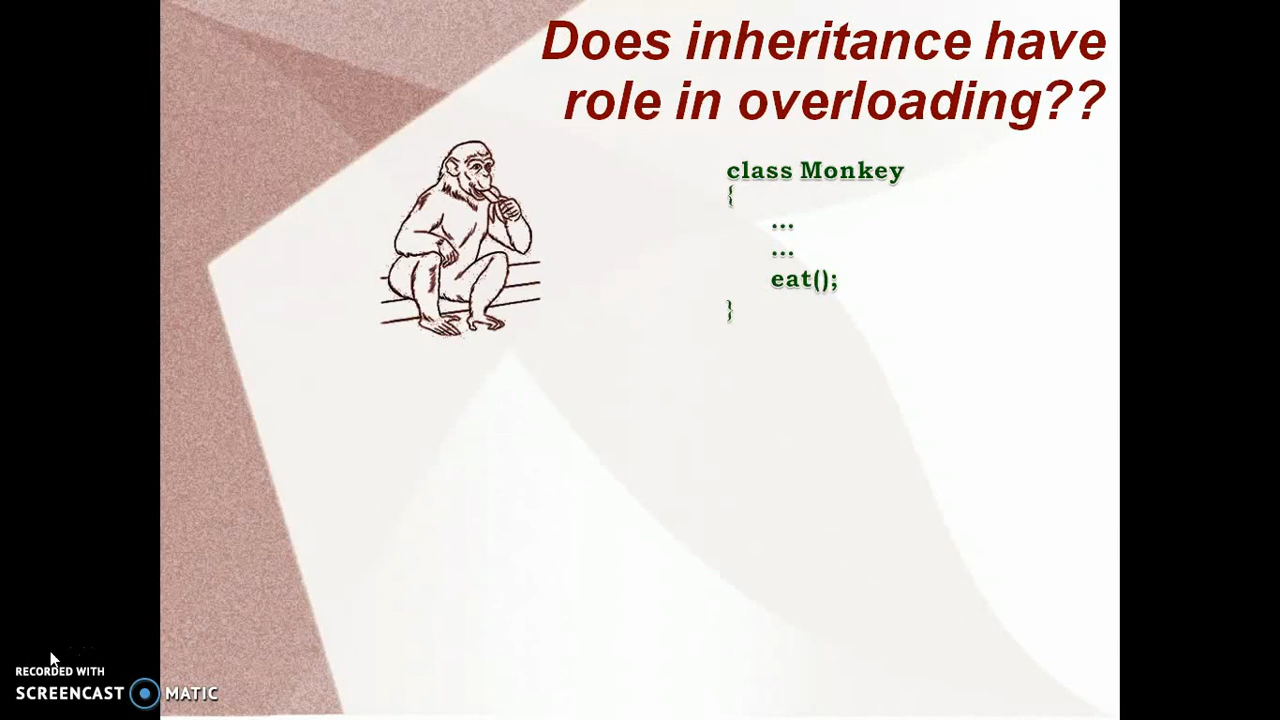 Does inheritance have
role in overloading??
class Monkey
{
...
...
eat();
}
RECORDED WITH
SCREENCAST MATIC